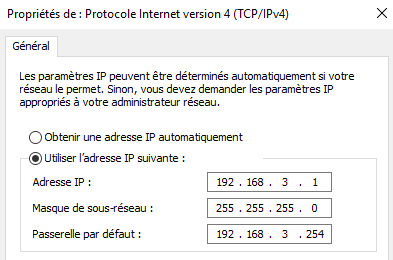 Propriétés de : Protocole Internet version 4 (TCP/IPv4)
Général
Les paramètres IP peuvent être déterminés automatiquement si votre
réseau le permet. Sinon, vous devez demander les paramètres IP
appropriés à votre administrateur réseau.
Obtenir une adresse IP automatiquement
Utiliser l'adresse IP suivante :
Adresse IP : 192 . 168 . 3 . 1
Masque de sous-réseau : 255 . 255 . 255 . 0
Passerelle par défaut : 192 . 168 . 3 . 254